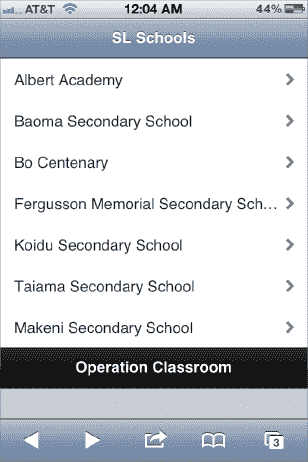 AT&T 12:04 AM 44%
SL Schools
Albert Academy
Baoma Secondary School
Bo Centenary
Fergusson Memorial Secondary Sch...
Koidu Secondary School
Taiama Secondary School
Makeni Secondary School
Operation Classroom
3